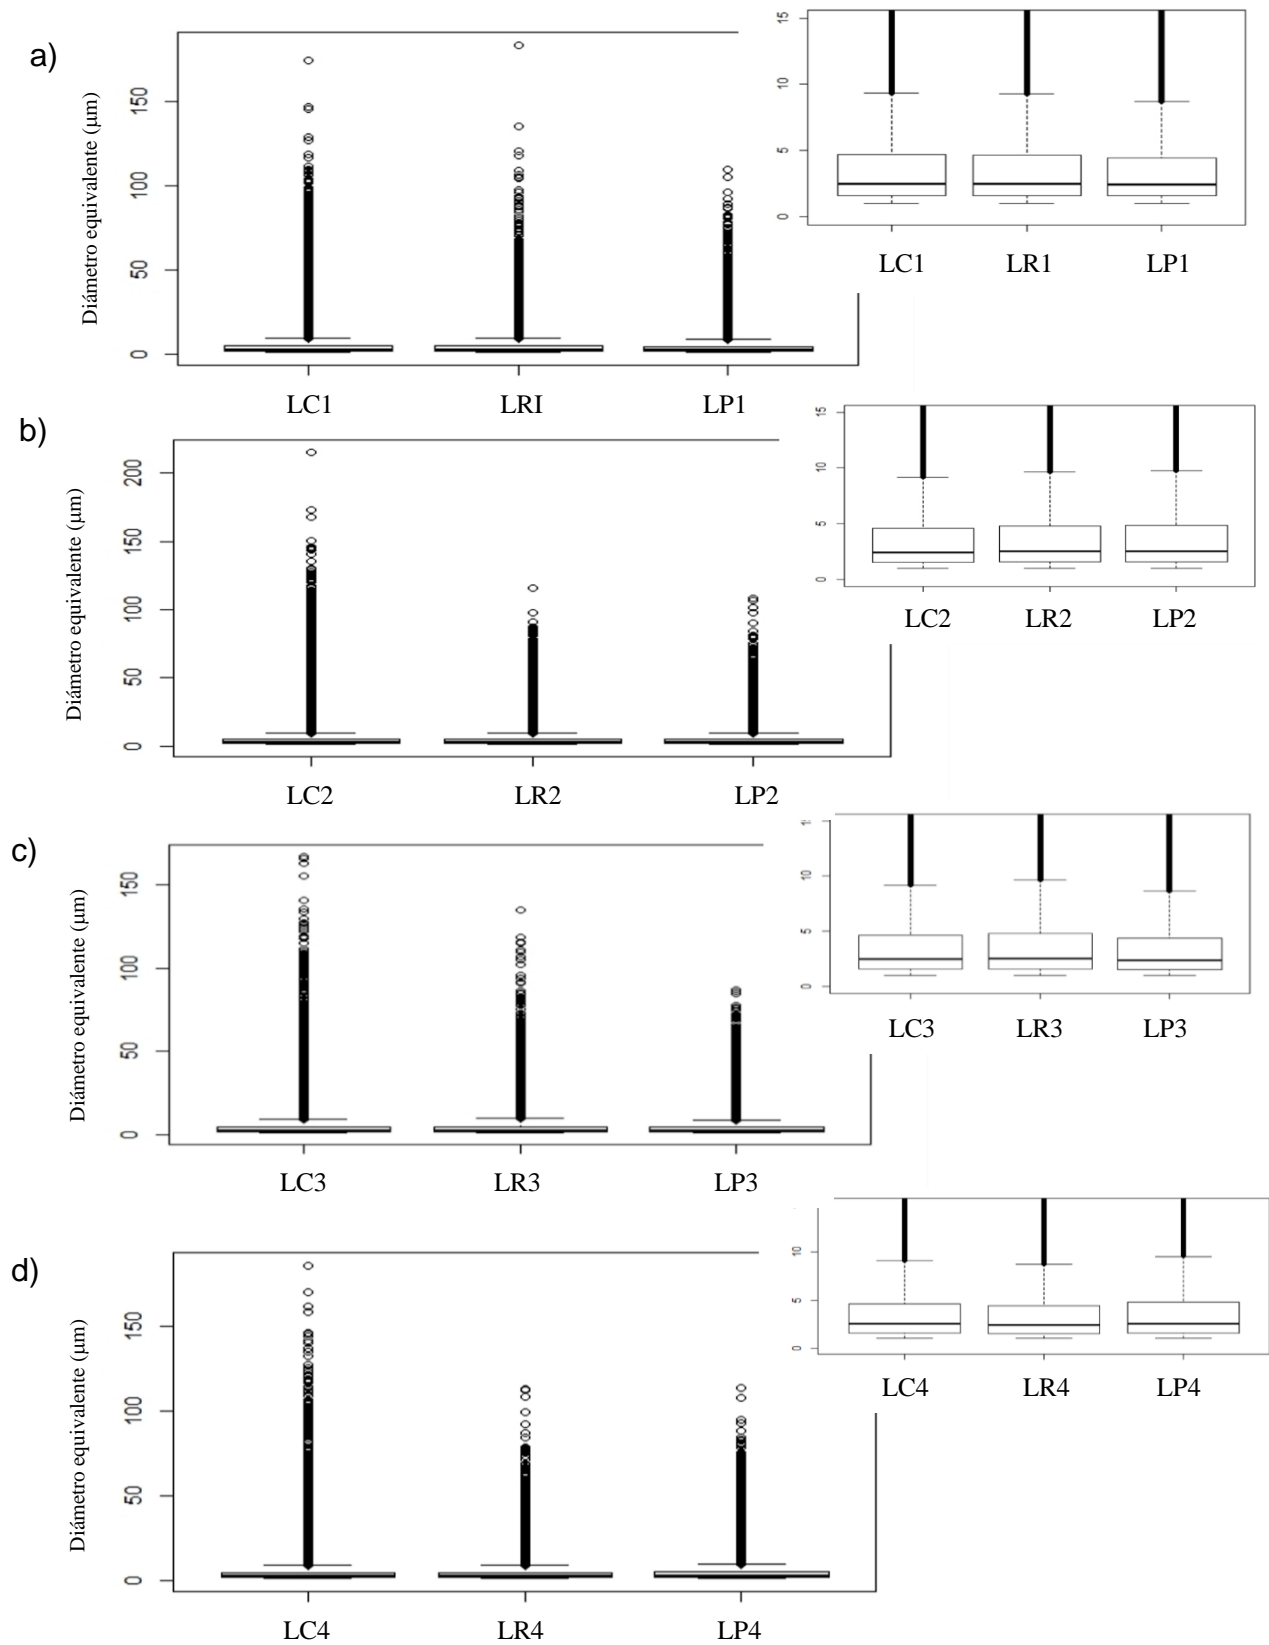 a)
Diámetro equivalente (μm)
150
100
50
0
LC1 LRI LP1
15
10
5
0
LC1 LR1 LP1
b)
Diámetro equivalente (μm)
200
150
100
50
0
LC2 LR2 LP2
15
10
5
0
LC2 LR2 LP2
c)
Diámetro equivalente (μm)
150
100
50
0
LC3 LR3 LP3
10
5
0
LC3 LR3 LP3
d)
Diámetro equivalente (μm)
150
100
50
0
LC4 LR4 LP4
10
5
0
LC4 LR4 LP4